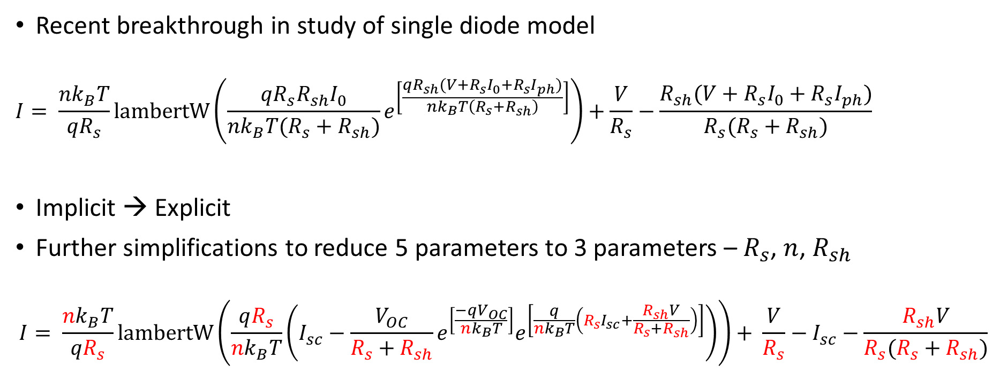 • Recent breakthrough in study of single diode model
$I = \frac{nk_BT}{qR_s} \text{lambertW}\left(\frac{qR_sR_{sh}I_0}{nk_BT(R_s+R_{sh})} e^{\left[\frac{qR_{sh}(V+R_sI_0+R_sI_{ph})}{nk_BT(R_s+R_{sh})}\right]}\right) + \frac{V}{R_s} - \frac{R_{sh}(V+R_sI_0+R_sI_{ph})}{R_s(R_s+R_{sh})}$
• Implicit → Explicit
• Further simplifications to reduce 5 parameters to 3 parameters – $R_s$, $n$, $R_{sh}$
$I = \frac{nk_BT}{qR_s} \text{lambertW}\left(\frac{qR_s}{nk_BT}\left(I_{sc} - \frac{V_{OC}}{R_s+R_{sh}} e^{\left[\frac{-qV_{OC}}{nk_BT}\right]} e^{\left[\frac{q}{nk_BT}\left(R_sI_{sc}+\frac{R_{sh}V}{R_s+R_{sh}}\right)\right]}\right)\right) + \frac{V}{R_s} - I_{sc} - \frac{R_{sh}V}{R_s(R_s+R_{sh})}$